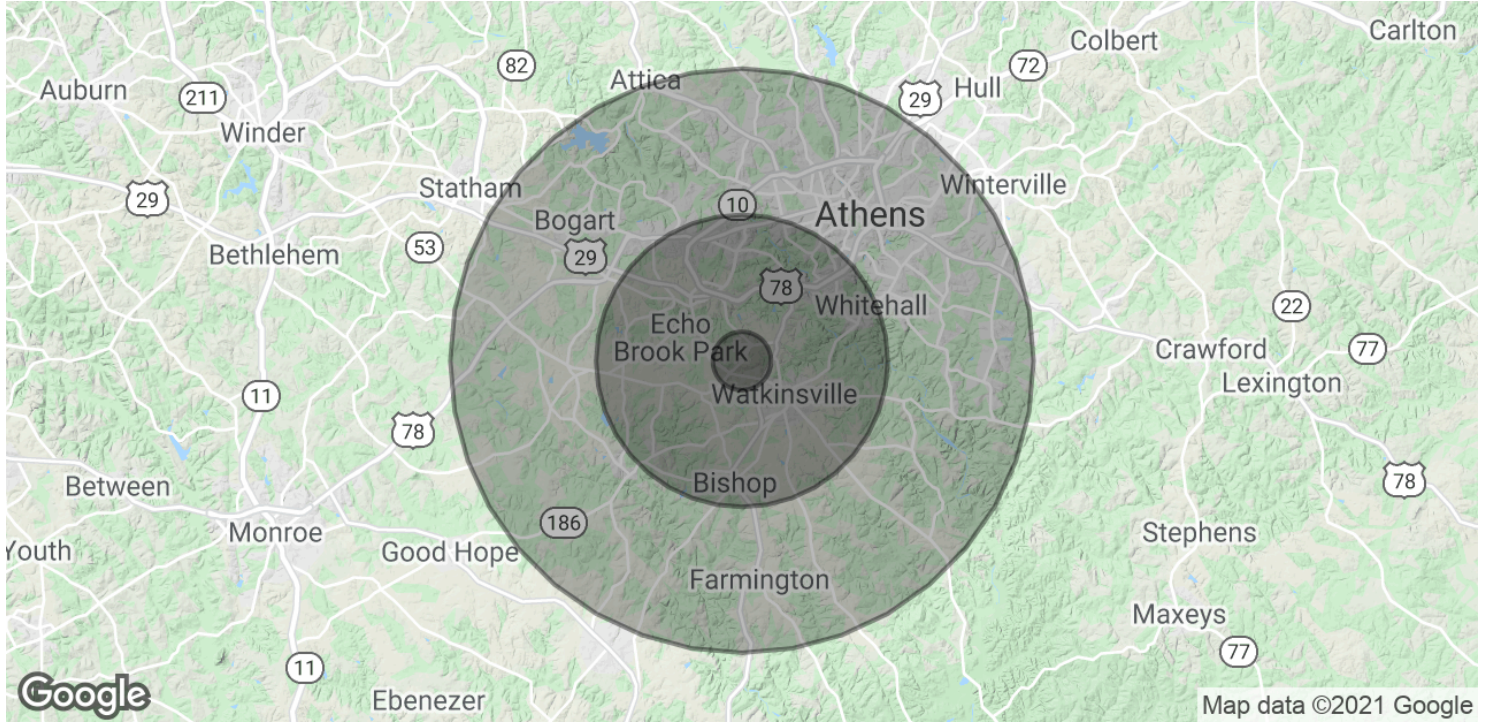 Carlton
Colbert
82
72
Attica
Hull
Auburn
211
29
Winder
Statham
Winterville
29
10
Athens
Bogart
53
Bethlehem
29
78
Whitehall
22
Echo
Brook Park
77
Crawford
Lexington
11
Watkinsville
78
78
Between
Bishop
186
Monroe
Stephens
Youth
Good Hope
Farmington
Maxeys
77
11
Google
Ebenezer
Map data ©2021 Google